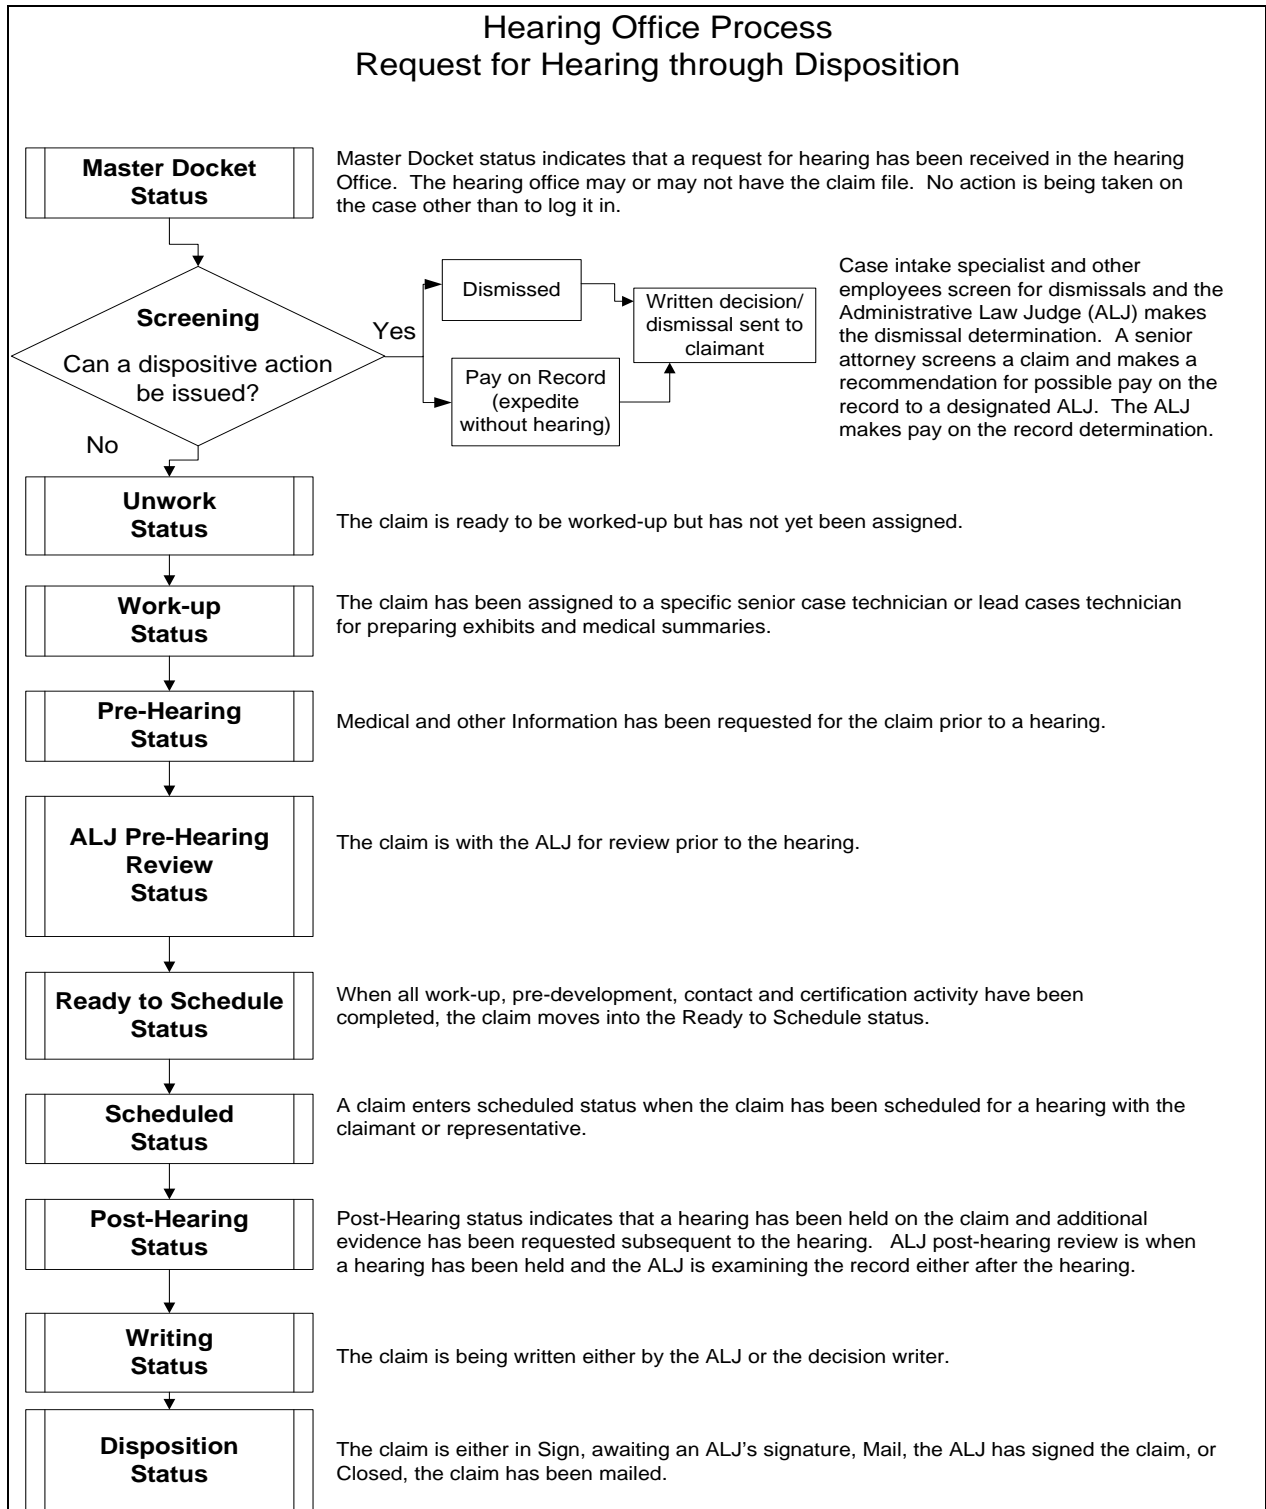 Hearing Office Process
Request for Hearing through Disposition
Master Docket
Status
Master Docket status indicates that a request for hearing has been received in the hearing
Office. The hearing office may or may not have the claim file. No action is being taken on
the case other than to log it in.
Screening
Can a dispositive action
be issued?
Yes
No
Dismissed
Pay on Record
(expedite
without hearing)
Written decision/
dismissal sent to
claimant
Case intake specialist and other
employees screen for dismissals and the
Administrative Law Judge (ALJ) makes
the dismissal determination. A senior
attorney screens a claim and makes a
recommendation for possible pay on the
record to a designated ALJ. The ALJ
makes pay on the record determination.
Unwork
Status
The claim is ready to be worked-up but has not yet been assigned.
Work-up
Status
The claim has been assigned to a specific senior case technician or lead cases technician
for preparing exhibits and medical summaries.
Pre-Hearing
Status
Medical and other Information has been requested for the claim prior to a hearing.
ALJ Pre-Hearing
Review
Status
The claim is with the ALJ for review prior to the hearing.
Ready to Schedule
Status
When all work-up, pre-development, contact and certification activity have been
completed, the claim moves into the Ready to Schedule status.
Scheduled
Status
A claim enters scheduled status when the claim has been scheduled for a hearing with the
claimant or representative.
Post-Hearing
Status
Post-Hearing status indicates that a hearing has been held on the claim and additional
evidence has been requested subsequent to the hearing. ALJ post-hearing review is when
a hearing has been held and the ALJ is examining the record either after the hearing.
Writing
Status
The claim is being written either by the ALJ or the decision writer.
Disposition
Status
The claim is either in Sign, awaiting an ALJ’s signature, Mail, the ALJ has signed the claim, or
Closed, the claim has been mailed.